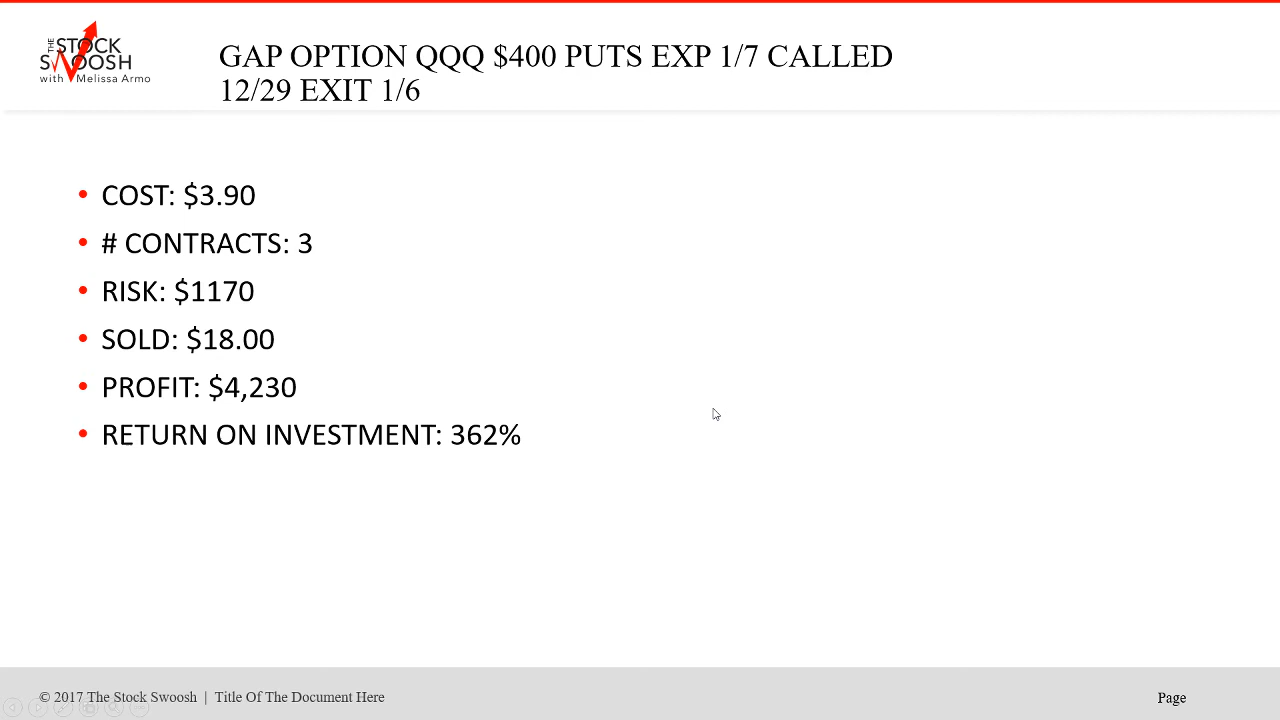 THE
STOCK
SWOOSH
with Melissa Armo
GAP OPTION QQQ $400 PUTS EXP 1/7 CALLED
12/29 EXIT 1/6
• COST: $3.90
• # CONTRACTS: 3
• RISK: $1170
• SOLD: $18.00
• PROFIT: $4,230
• RETURN ON INVESTMENT: 362%
© 2017 The Stock Swoosh | Title Of The Document Here
Page